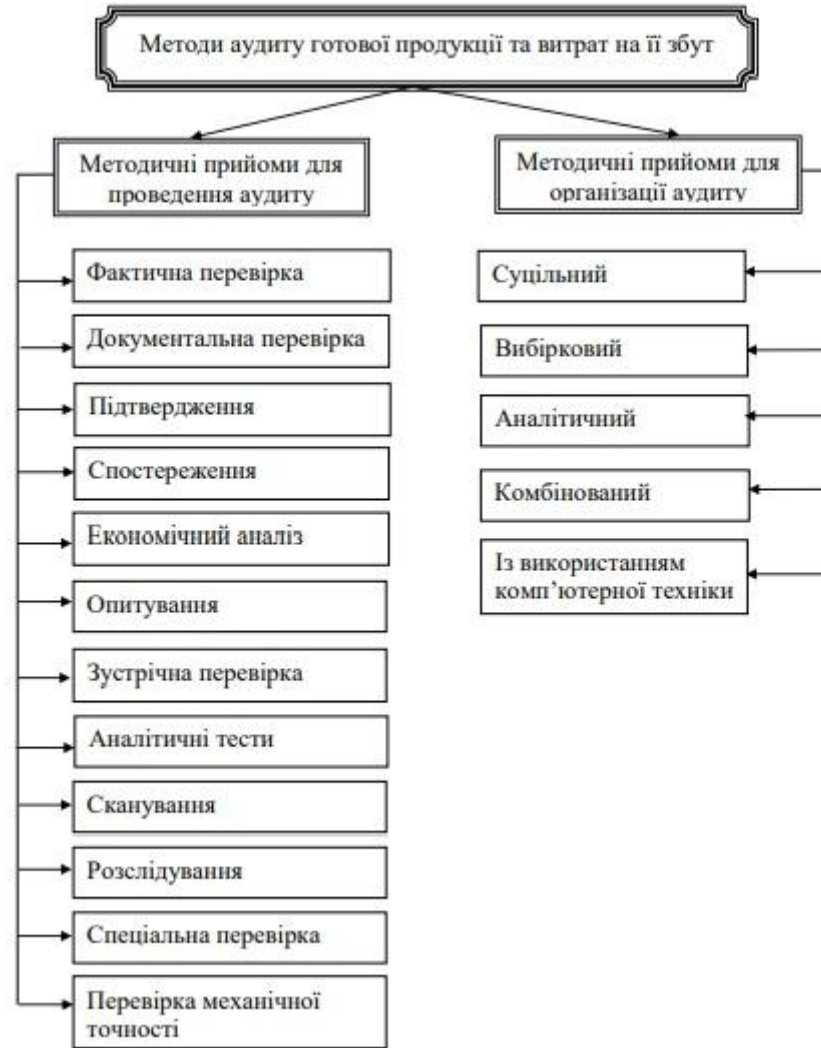 Методи аудиту готової продукції та витрат на її збут
Методичні прийоми для
проведення аудиту
Фактична перевірка
Документальна перевірка
Підтвердження
Спостереження
Економічний аналіз
Опитування
Зустрічна перевірка
Аналітичні тести
Сканування
Розслідування
Спеціальна перевірка
Перевірка механічної
точності
Методичні прийоми для
організації аудиту
Суцільний
Вибірковий
Аналітичний
Комбінований
Із використанням
комп’ютерної техніки